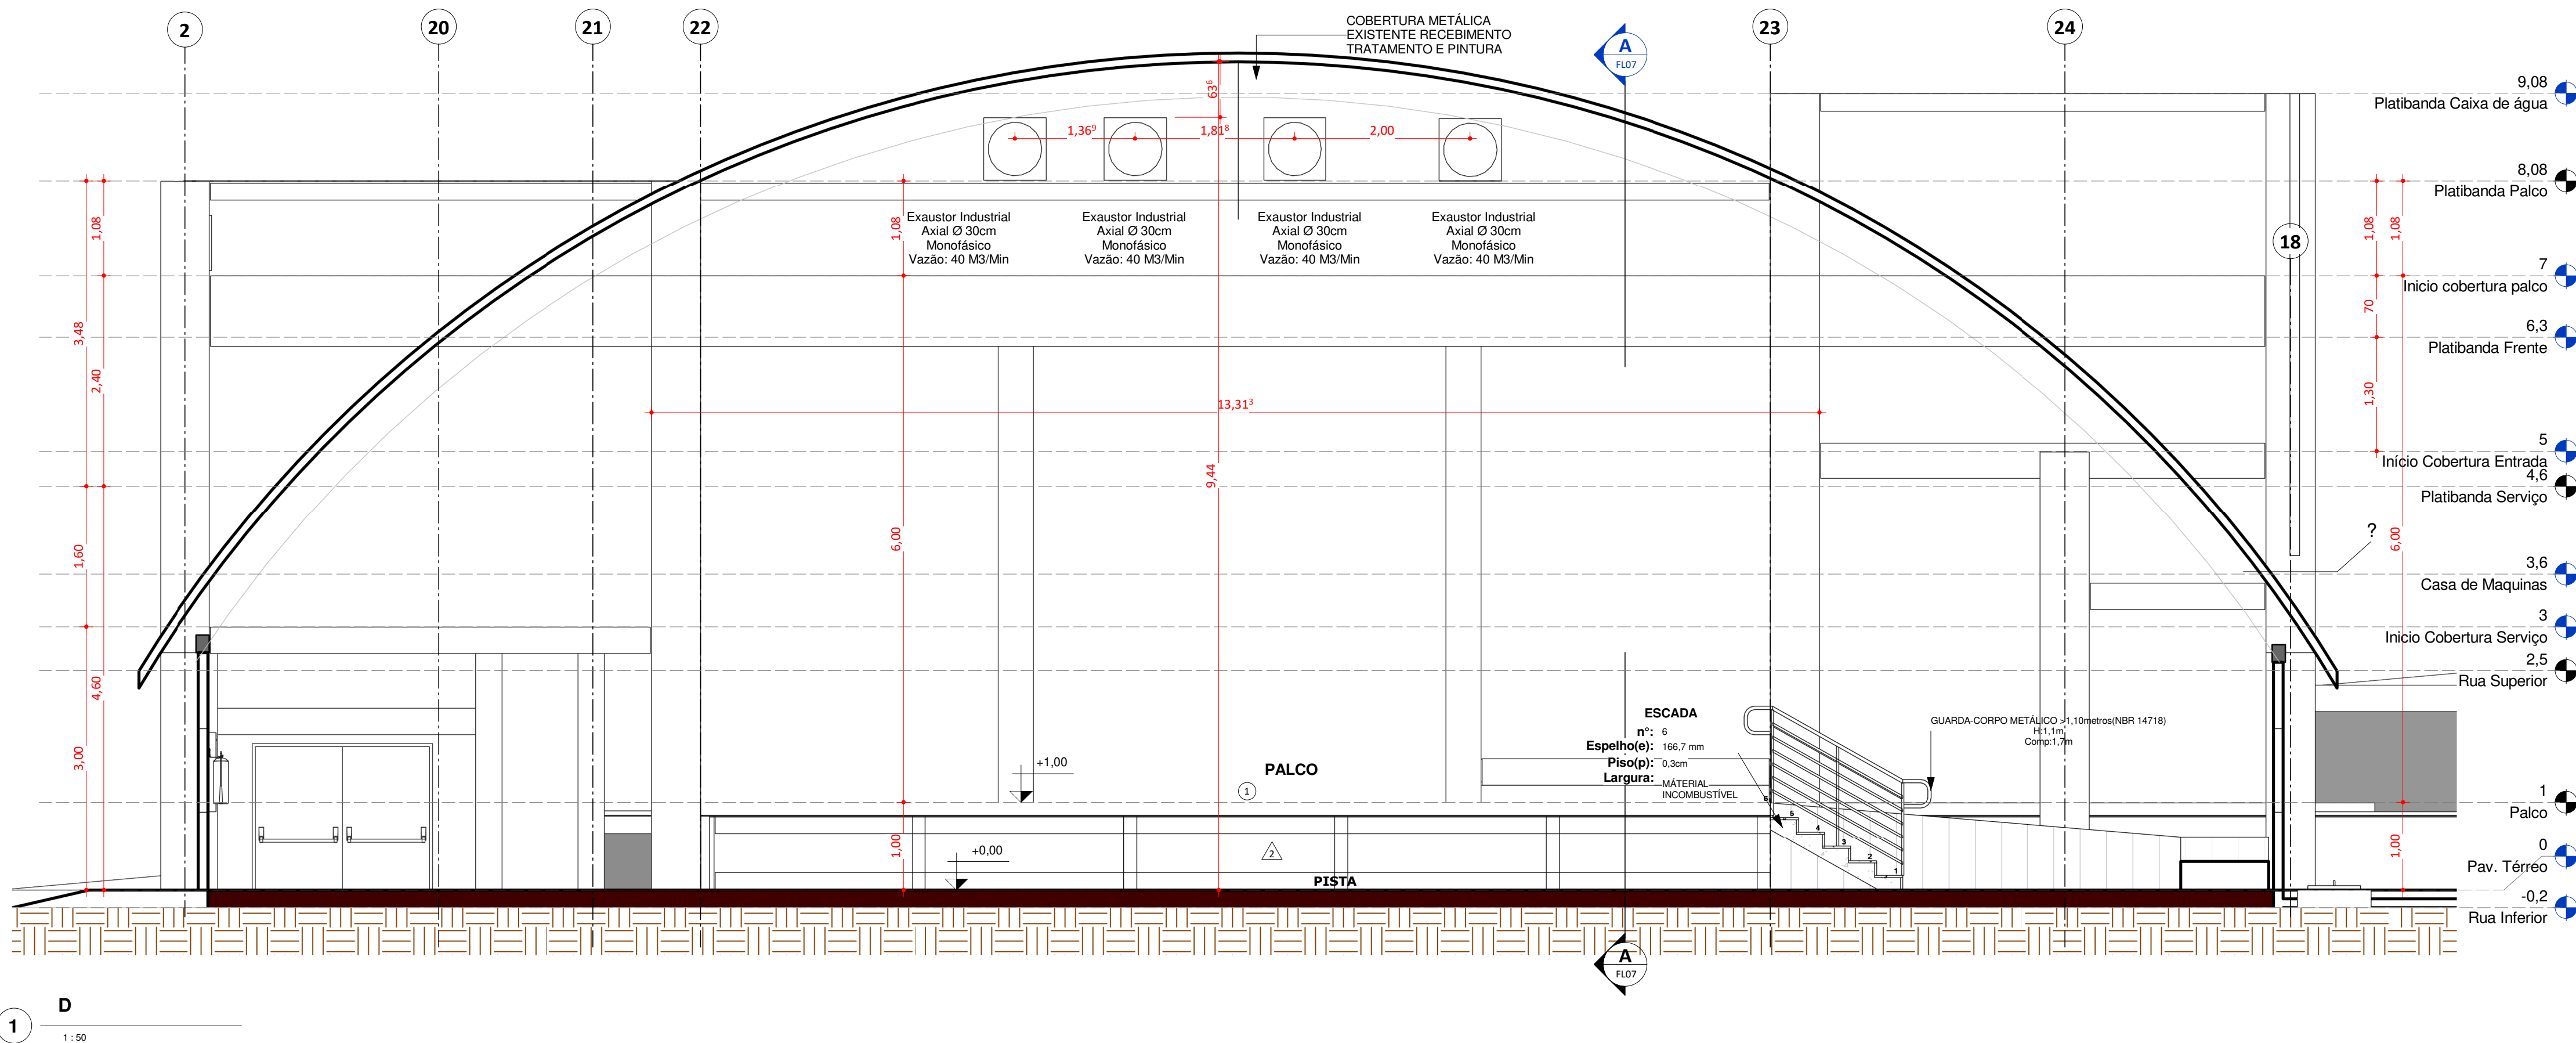 2
20
21
22
COBERTURA METÁLICA
EXISTENTE RECEBIMENTO
TRATAMENTO E PINTURA
A
FL07
23
24
9,08
Platibanda Caixa de água
63⁶
1,36⁹
1,81⁸
2,00
8,08
Platibanda Palco
Exaustor Industrial
Axial Ø 30cm
Monofásico
Vazão: 40 M3/Min
Exaustor Industrial
Axial Ø 30cm
Monofásico
Vazão: 40 M3/Min
Exaustor Industrial
Axial Ø 30cm
Monofásico
Vazão: 40 M3/Min
Exaustor Industrial
Axial Ø 30cm
Monofásico
Vazão: 40 M3/Min
1,08
1,08
1,08
1,08
18
7
Inicio cobertura palco
3,48
2,40
70
6,3
Platibanda Frente
13,31³
1,30
5
Início Cobertura Entrada
4,6
Platibanda Serviço
9,44
1,60
6,00
6,00
?
3,6
Casa de Maquinas
3
Inicio Cobertura Serviço
2,5
Rua Superior
4,60
3,00
ESCADA
n°: 6
Espelho(e): 166,7 mm
Piso(p): 0,3cm
Largura:
MÁTERIAL
INCOMBUSTÍVEL
GUARDA-CORPO METÁLICO >1,10metros(NBR 14718)
H:1,1m
Comp:1,7m
+1,00
PALCO
1
1
Palco
6
5
4
3
2
1
1,00
+0,00
2
1,00
0
Pav. Térreo
PISTA
-0,2
Rua Inferior
A
FL07
D
1
1 : 50